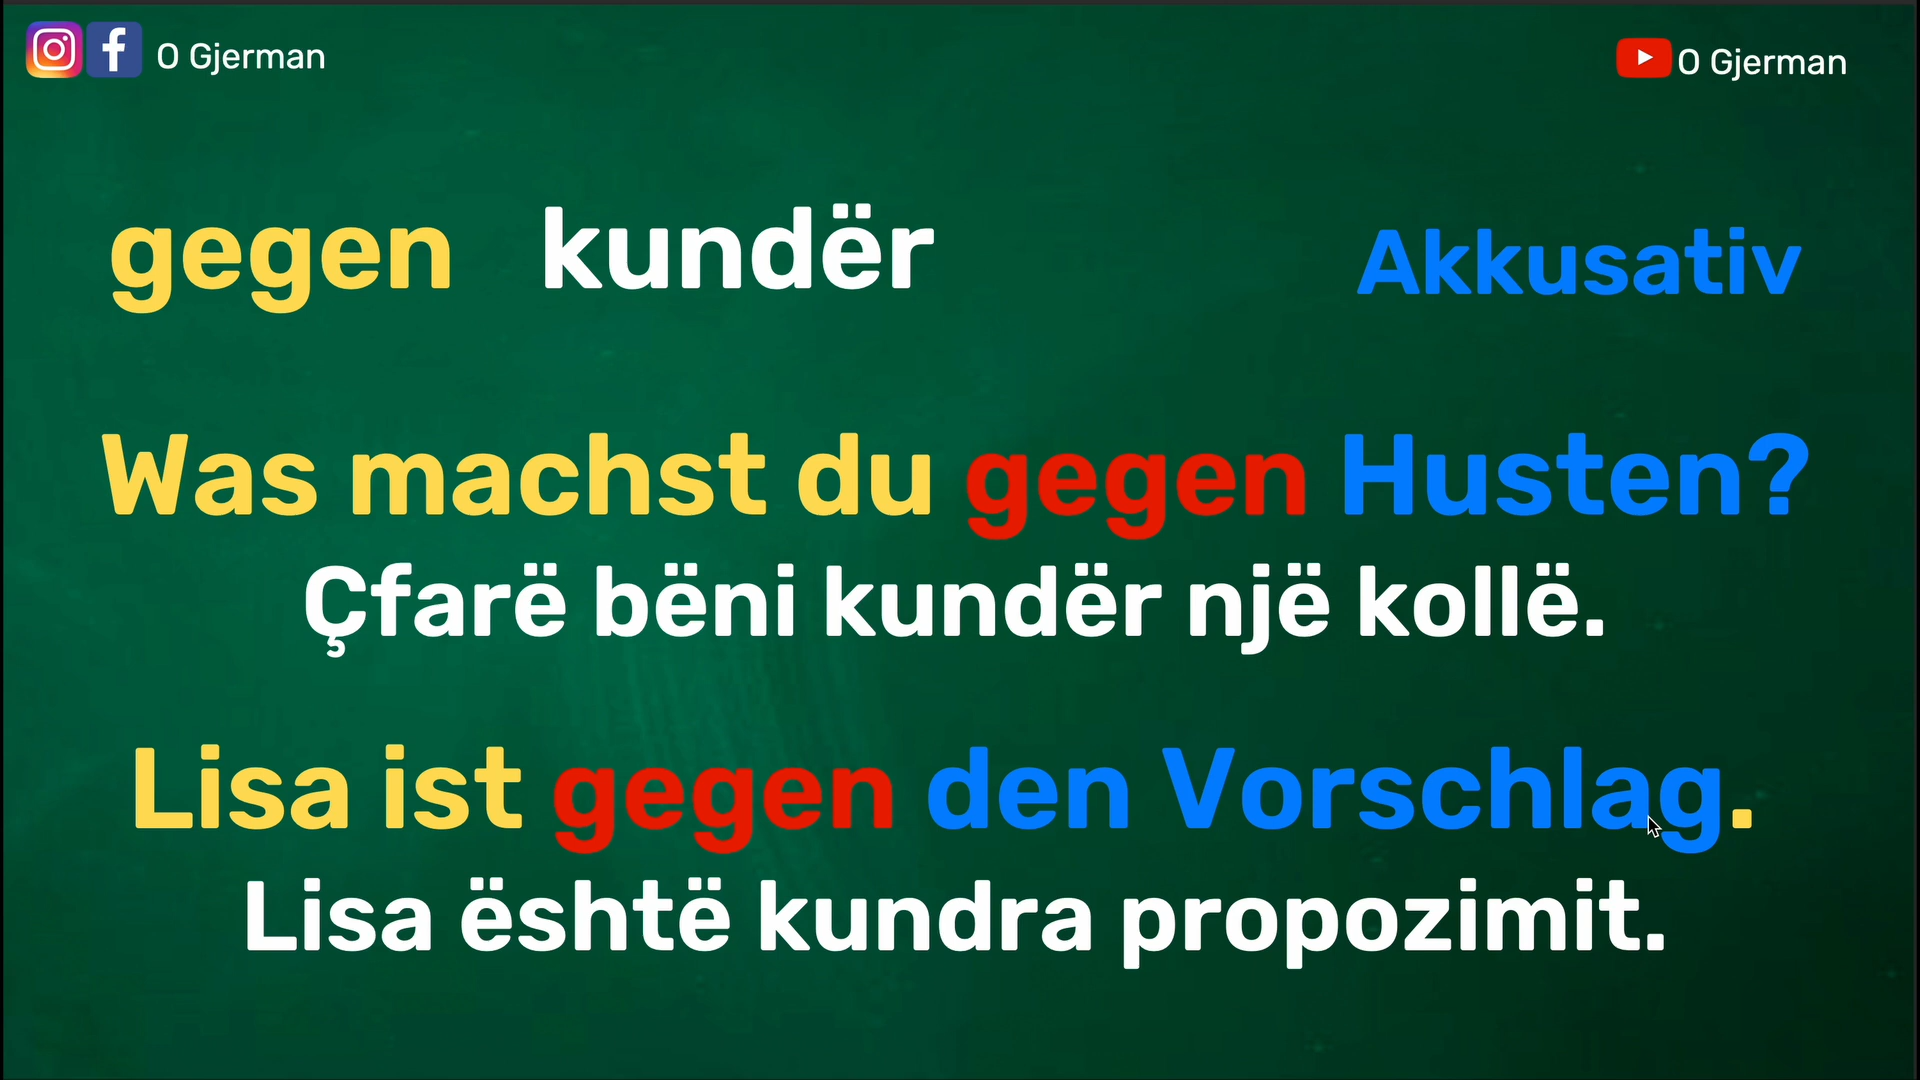 O Gjerman
O Gjerman
gegen kundër Akkusativ
Was machst du gegen Husten?
Çfarë bëni kundër një kollë.
Lisa ist gegen den Vorschlag.
Lisa është kundra propozimit.